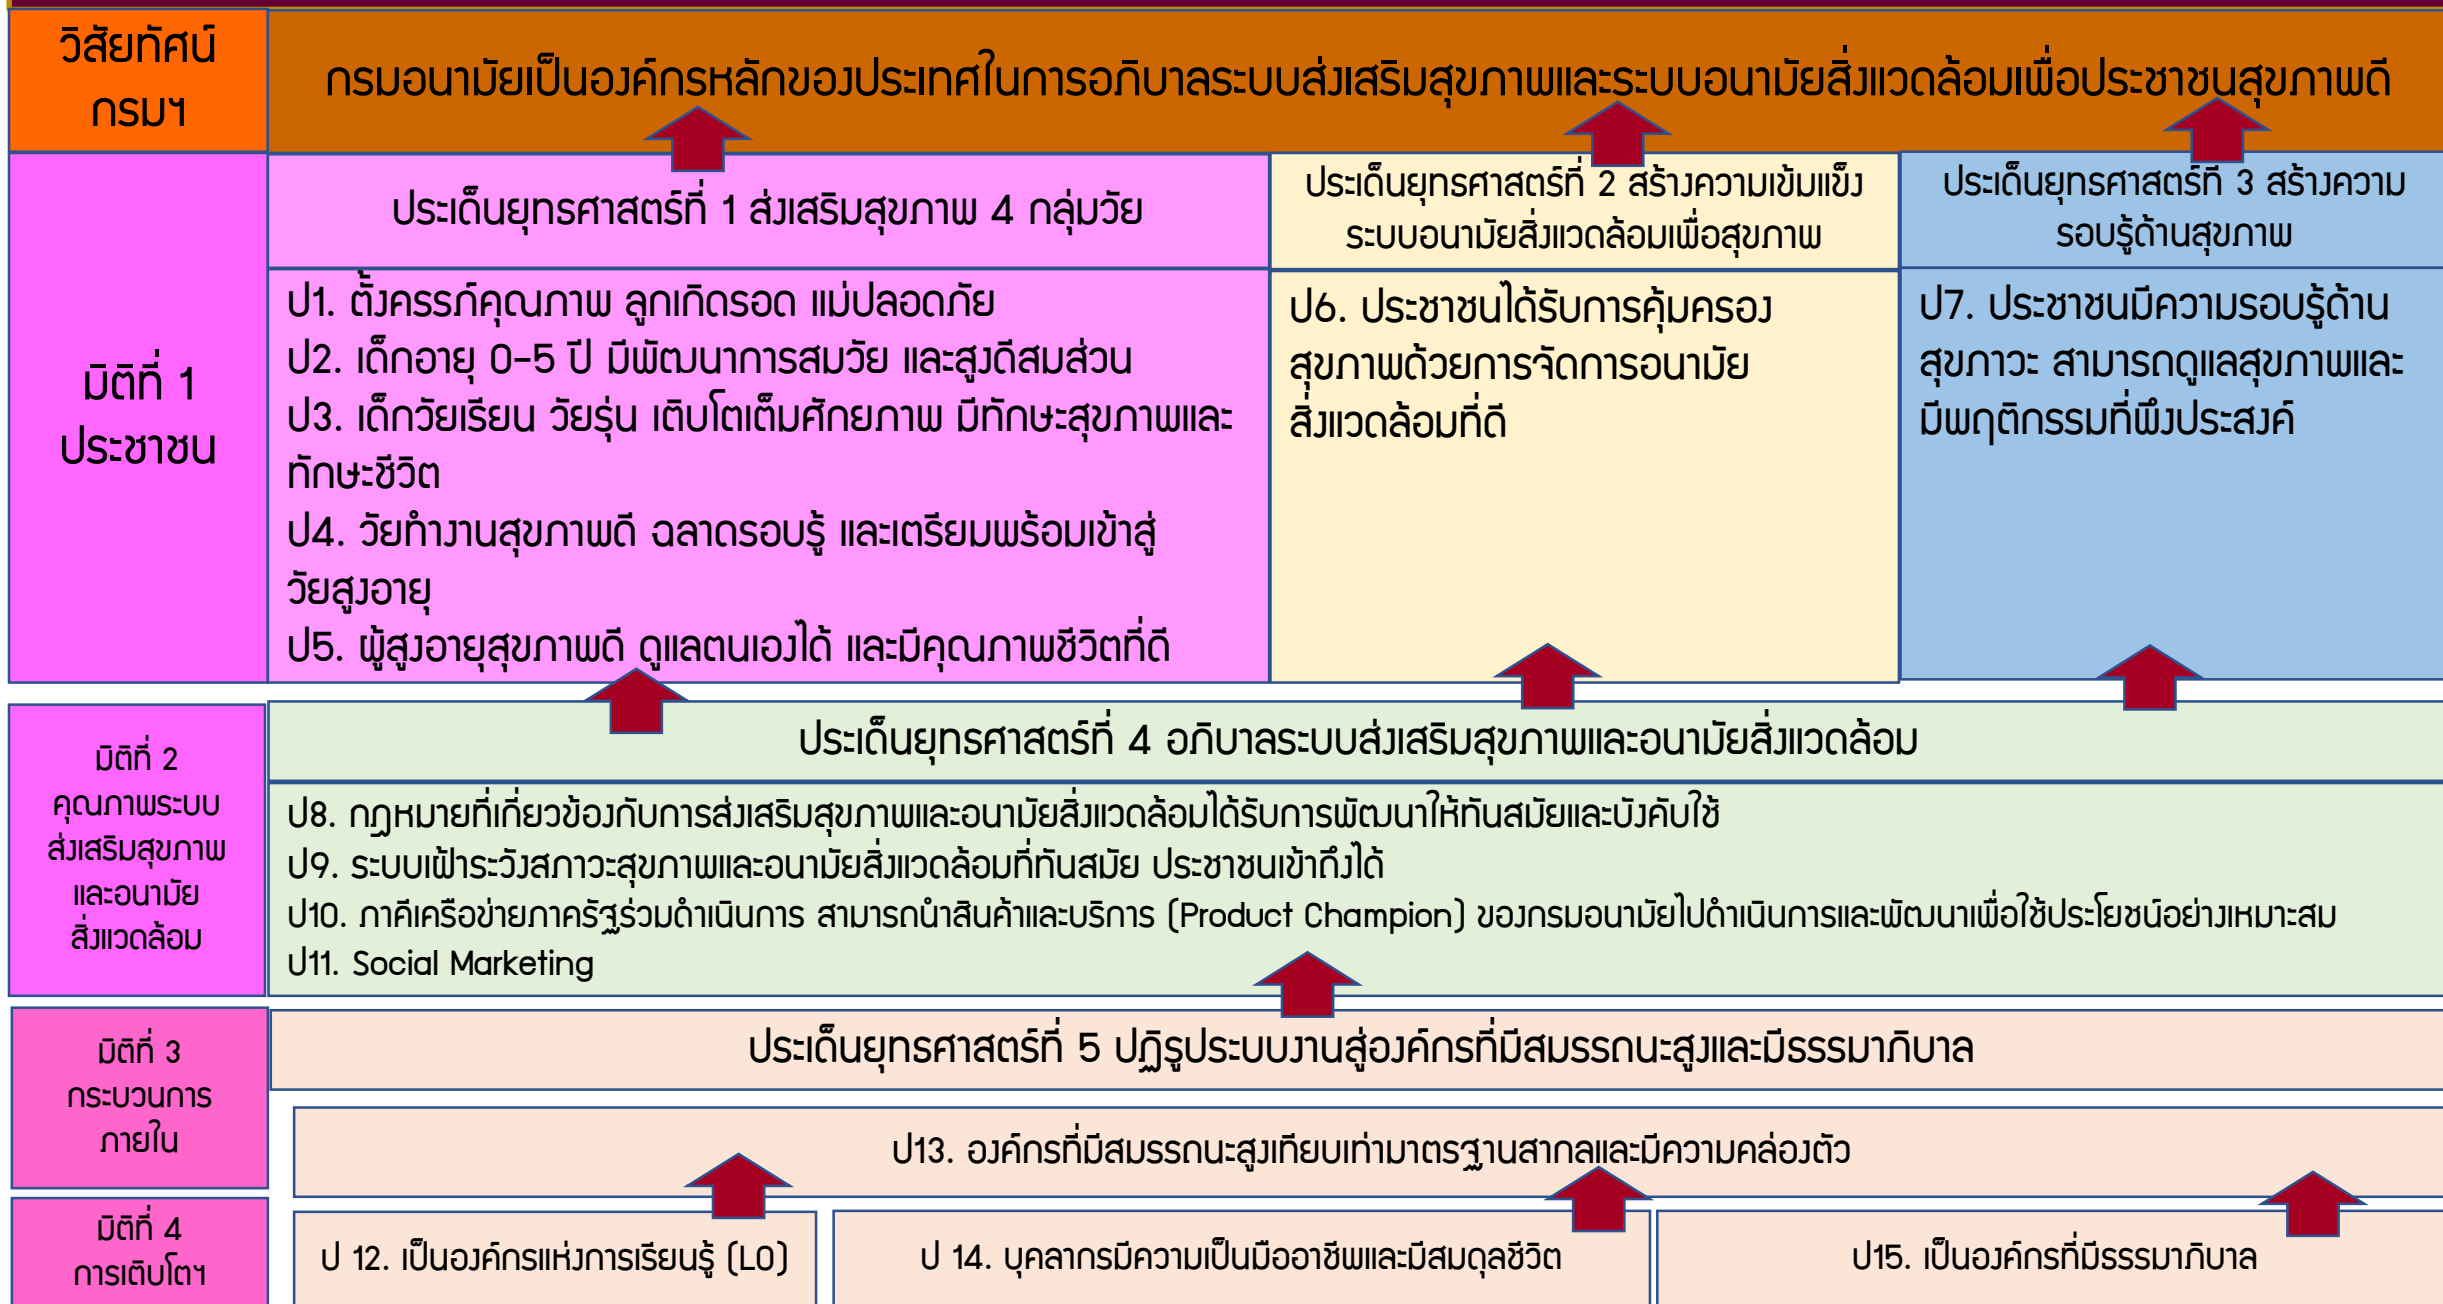 วิสัยทัศน์
กรมฯ
กรมอนามัยเป็นองค์กรหลักของประเทศในการอภิบาลระบบส่งเสริมสุขภาพและระบบอนามัยสิ่งแวดล้อมเพื่อประชาชนสุขภาพดี
มิติที่ 1
ประชาชน
ประเด็นยุทธศาสตร์ที่ 1 ส่งเสริมสุขภาพ 4 กลุ่มวัย
ป1. ตั้งครรภ์คุณภาพ ลูกเกิดรอด แม่ปลอดภัย
ป2. เด็กอายุ 0-5 ปี มีพัฒนาการสมวัย และสูงดีสมส่วน
ป3. เด็กวัยเรียน วัยรุ่น เติบโตเต็มศักยภาพ มีทักษะสุขภาพและ
ทักษะชีวิต
ป4. วัยทำงานสุขภาพดี ฉลาดรอบรู้ และเตรียมพร้อมเข้าสู่
วัยสูงอายุ
ป5. ผู้สูงอายุสุขภาพดี ดูแลตนเองได้ และมีคุณภาพชีวิตที่ดี
ประเด็นยุทธศาสตร์ที่ 2 สร้างความเข้มแข็ง
ระบบอนามัยสิ่งแวดล้อมเพื่อสุขภาพ
ป6. ประชาชนได้รับการคุ้มครอง
สุขภาพด้วยการจัดการอนามัย
สิ่งแวดล้อมที่ดี
ประเด็นยุทธศาสตร์ที่ 3 สร้างความ
รอบรู้ด้านสุขภาพ
ป7. ประชาชนมีความรอบรู้ด้าน
สุขภาวะ สามารถดูแลสุขภาพและ
มีพฤติกรรมที่พึงประสงค์
มิติที่ 2
คุณภาพระบบ
ส่งเสริมสุขภาพ
และอนามัย
สิ่งแวดล้อม
ประเด็นยุทธศาสตร์ที่ 4 อภิบาลระบบส่งเสริมสุขภาพและอนามัยสิ่งแวดล้อม
ป8. กฎหมายที่เกี่ยวข้องกับการส่งเสริมสุขภาพและอนามัยสิ่งแวดล้อมได้รับการพัฒนาให้ทันสมัยและบังคับใช้
ป9. ระบบเฝ้าระวังสภาวะสุขภาพและอนามัยสิ่งแวดล้อมที่ทันสมัย ประชาชนเข้าถึงได้
ป10. ภาคีเครือข่ายภาครัฐร่วมดำเนินการ สามารถนำสินค้าและบริการ (Product Champion) ของกรมอนามัยไปดำเนินการและพัฒนาเพื่อใช้ประโยชน์อย่างเหมาะสม
ป11. Social Marketing
มิติที่ 3
กระบวนการ
ภายใน
ประเด็นยุทธศาสตร์ที่ 5 ปฏิรูประบบงานสู่องค์กรที่มีสมรรถนะสูงและมีธรรมาภิบาล
ป13. องค์กรที่มีสมรรถนะสูงเทียบเท่ามาตรฐานสากลและมีความคล่องตัว
มิติที่ 4
การเติบโตฯ
ป 12. เป็นองค์กรแห่งการเรียนรู้ (LO)
ป 14. บุคลากรมีความเป็นมืออาชีพและมีสมดุลชีวิต
ป15. เป็นองค์กรที่มีธรรมาภิบาล